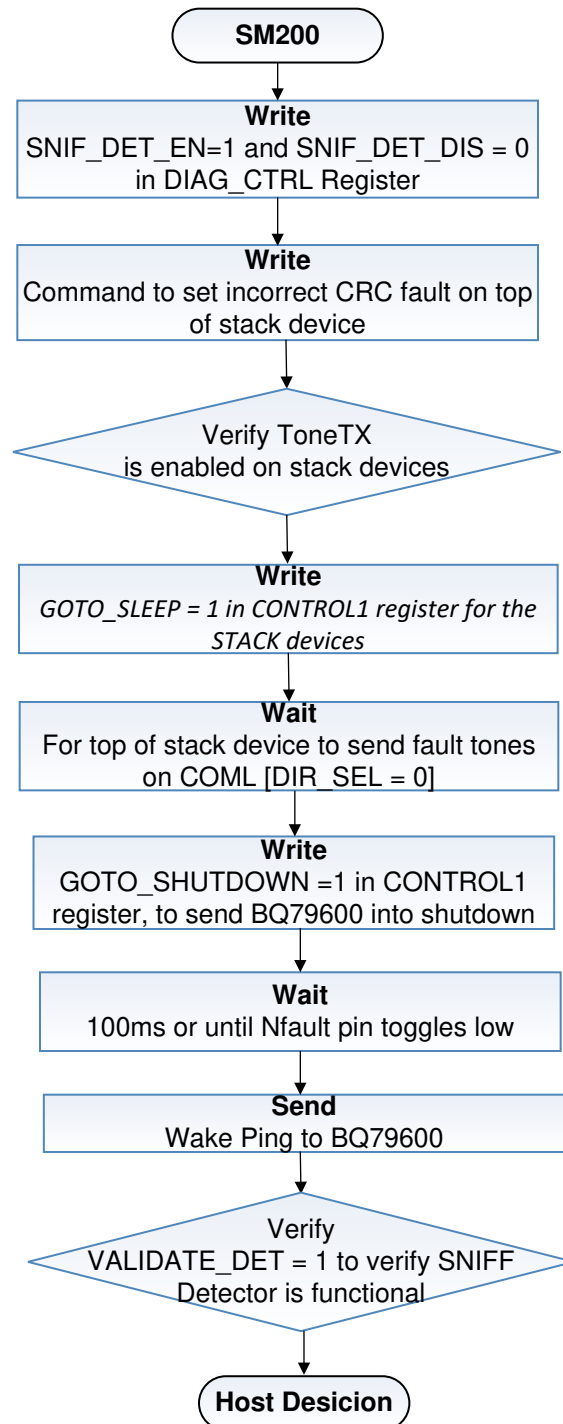 SM200
Write
SNIF_DET_EN=1 and SNIF_DET_DIS = 0
in DIAG_CTRL Register
Write
Command to set incorrect CRC fault on top
of stack device
Verify ToneTX
is enabled on stack devices
Write
GOTO_SLEEP = 1 in CONTROL1 register for the
STACK devices
Wait
For top of stack device to send fault tones
on COML [DIR_SEL = 0]
Write
GOTO_SHUTDOWN =1 in CONTROL1
register, to send BQ79600 into shutdown
Wait
100ms or until Nfault pin toggles low
Send
Wake Ping to BQ79600
Verify
VALIDATE_DET = 1 to verify SNIFF
Detector is functional
Host Desicion